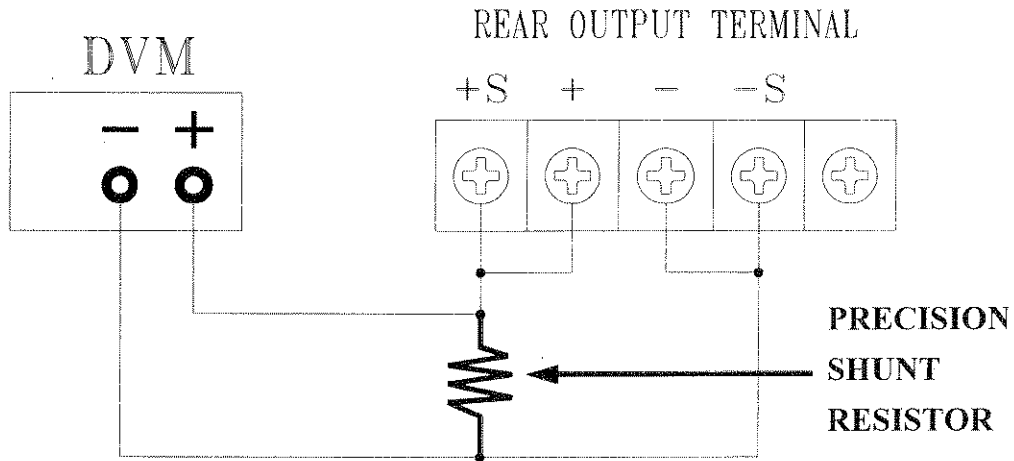 REAR OUTPUT TERMINAL
DVM
+S + − −S
− +
PRECISION
SHUNT
RESISTOR